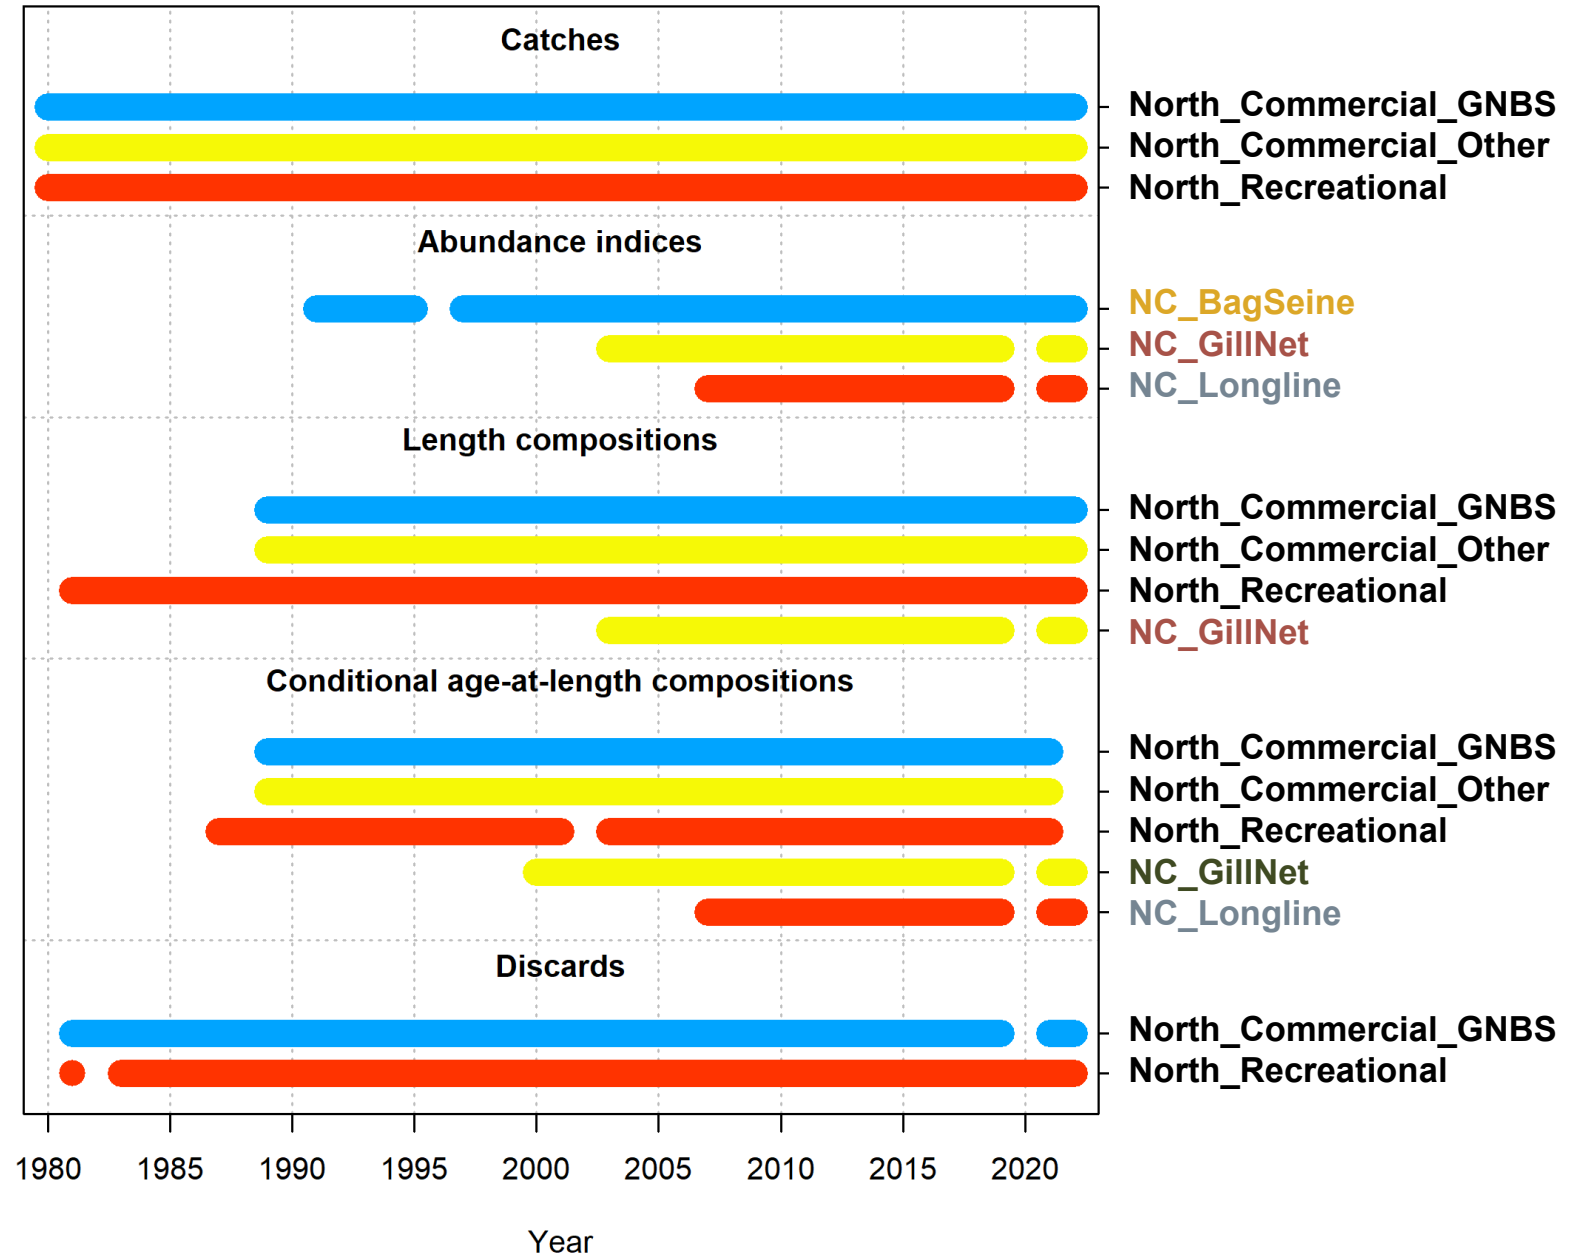 Catches
North_Commercial_GNBS
North_Commercial_Other
North_Recreational
Abundance indices
NC_BagSeine
NC_GillNet
NC_Longline
Length compositions
North_Commercial_GNBS
North_Commercial_Other
North_Recreational
NC_GillNet
Conditional age-at-length compositions
North_Commercial_GNBS
North_Commercial_Other
North_Recreational
NC_GillNet
NC_Longline
Discards
North_Commercial_GNBS
North_Recreational
1980 1985 1990 1995 2000 2005 2010 2015 2020
Year